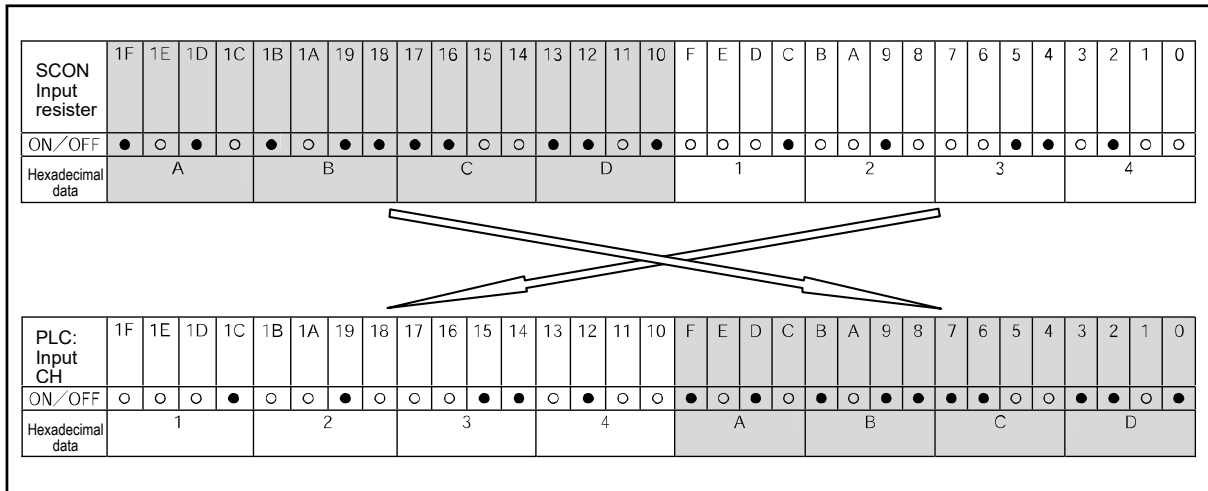 SCON
Input
resister
1F 1E 1D 1C 1B 1A 19 18 17 16 15 14 13 12 11 10 F E D C B A 9 8 7 6 5 4 3 2 1 0
ON/OFF ● ○ ● ○ ● ○ ● ● ● ● ○ ○ ● ● ○ ● ○ ○ ○ ● ○ ○ ● ○ ○ ○ ● ● ○ ● ○ ○
Hexadecimal
data
A B C D 1 2 3 4
PLC:
Input
CH
1F 1E 1D 1C 1B 1A 19 18 17 16 15 14 13 12 11 10 F E D C B A 9 8 7 6 5 4 3 2 1 0
ON/OFF ○ ○ ○ ● ○ ○ ● ○ ○ ○ ● ● ○ ● ○ ○ ● ○ ● ○ ● ○ ● ● ● ● ○ ○ ● ● ○ ●
Hexadecimal
data
1 2 3 4 A B C D